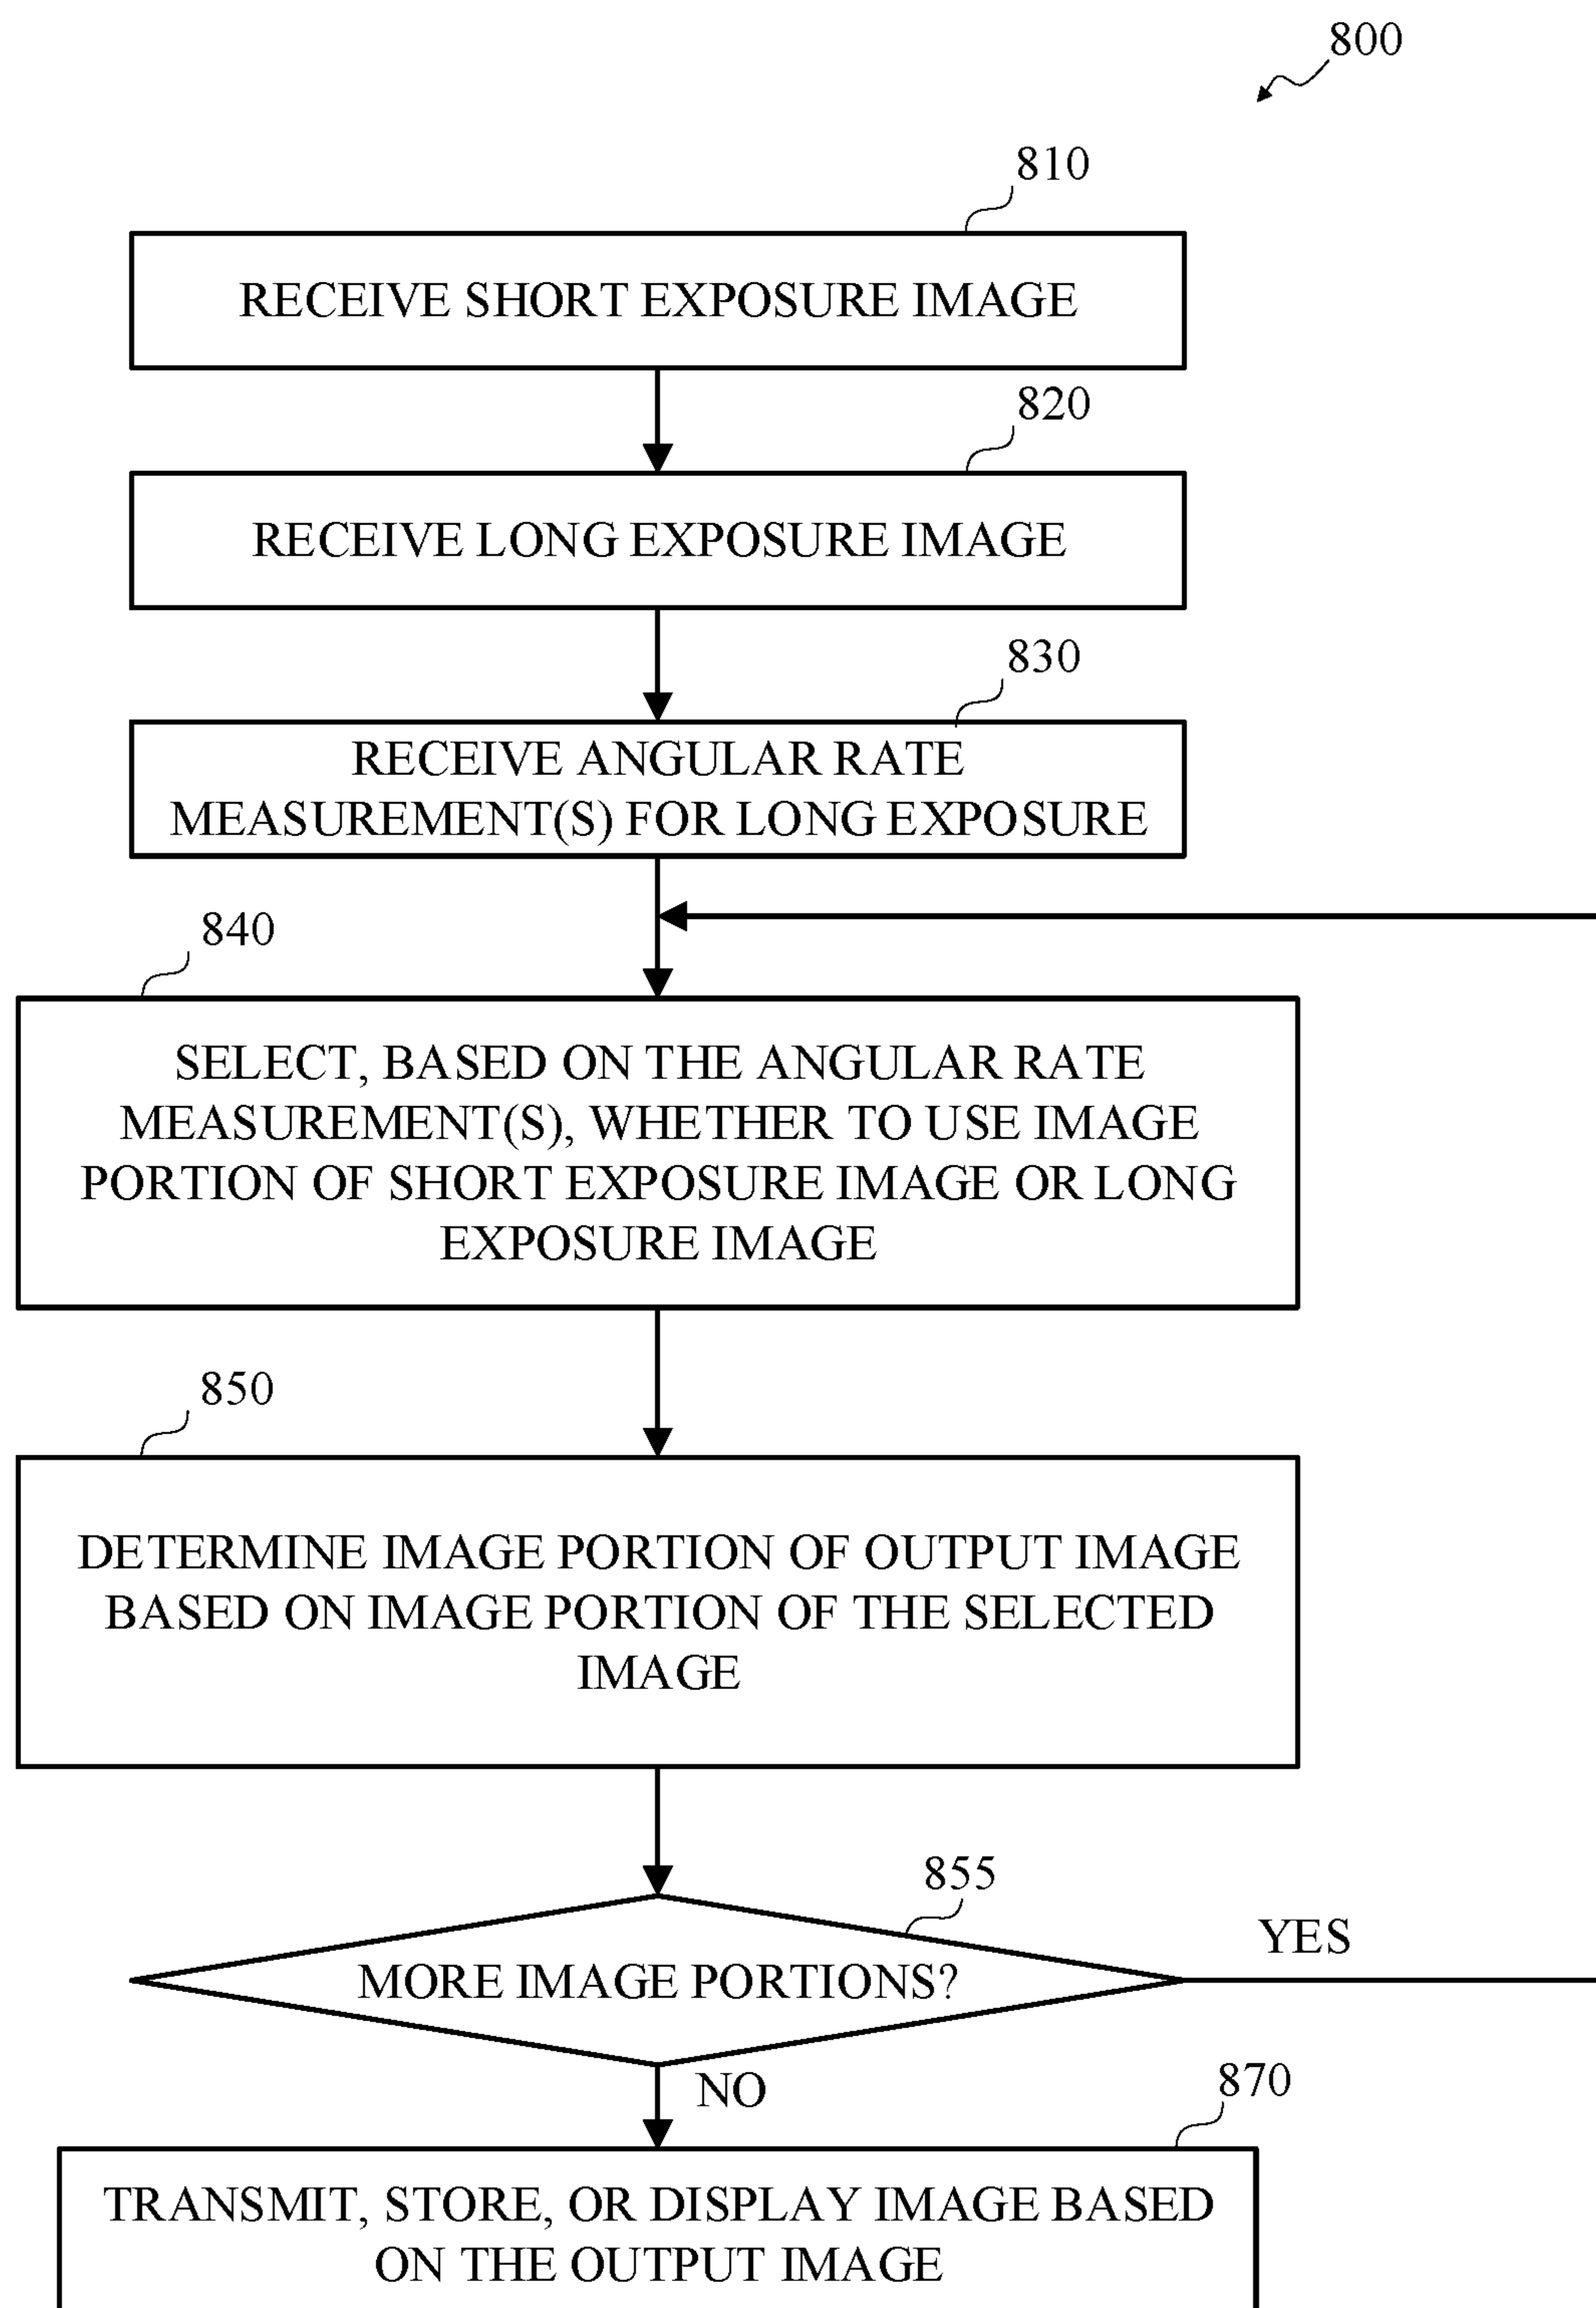 800
810
RECEIVE SHORT EXPOSURE IMAGE
820
RECEIVE LONG EXPOSURE IMAGE
830
RECEIVE ANGULAR RATE
MEASUREMENT(S) FOR LONG EXPOSURE
840
SELECT, BASED ON THE ANGULAR RATE
MEASUREMENT(S), WHETHER TO USE IMAGE
PORTION OF SHORT EXPOSURE IMAGE OR LONG
EXPOSURE IMAGE
850
DETERMINE IMAGE PORTION OF OUTPUT IMAGE
BASED ON IMAGE PORTION OF THE SELECTED
IMAGE
855
YES
MORE IMAGE PORTIONS?
NO
870
TRANSMIT, STORE, OR DISPLAY IMAGE BASED
ON THE OUTPUT IMAGE